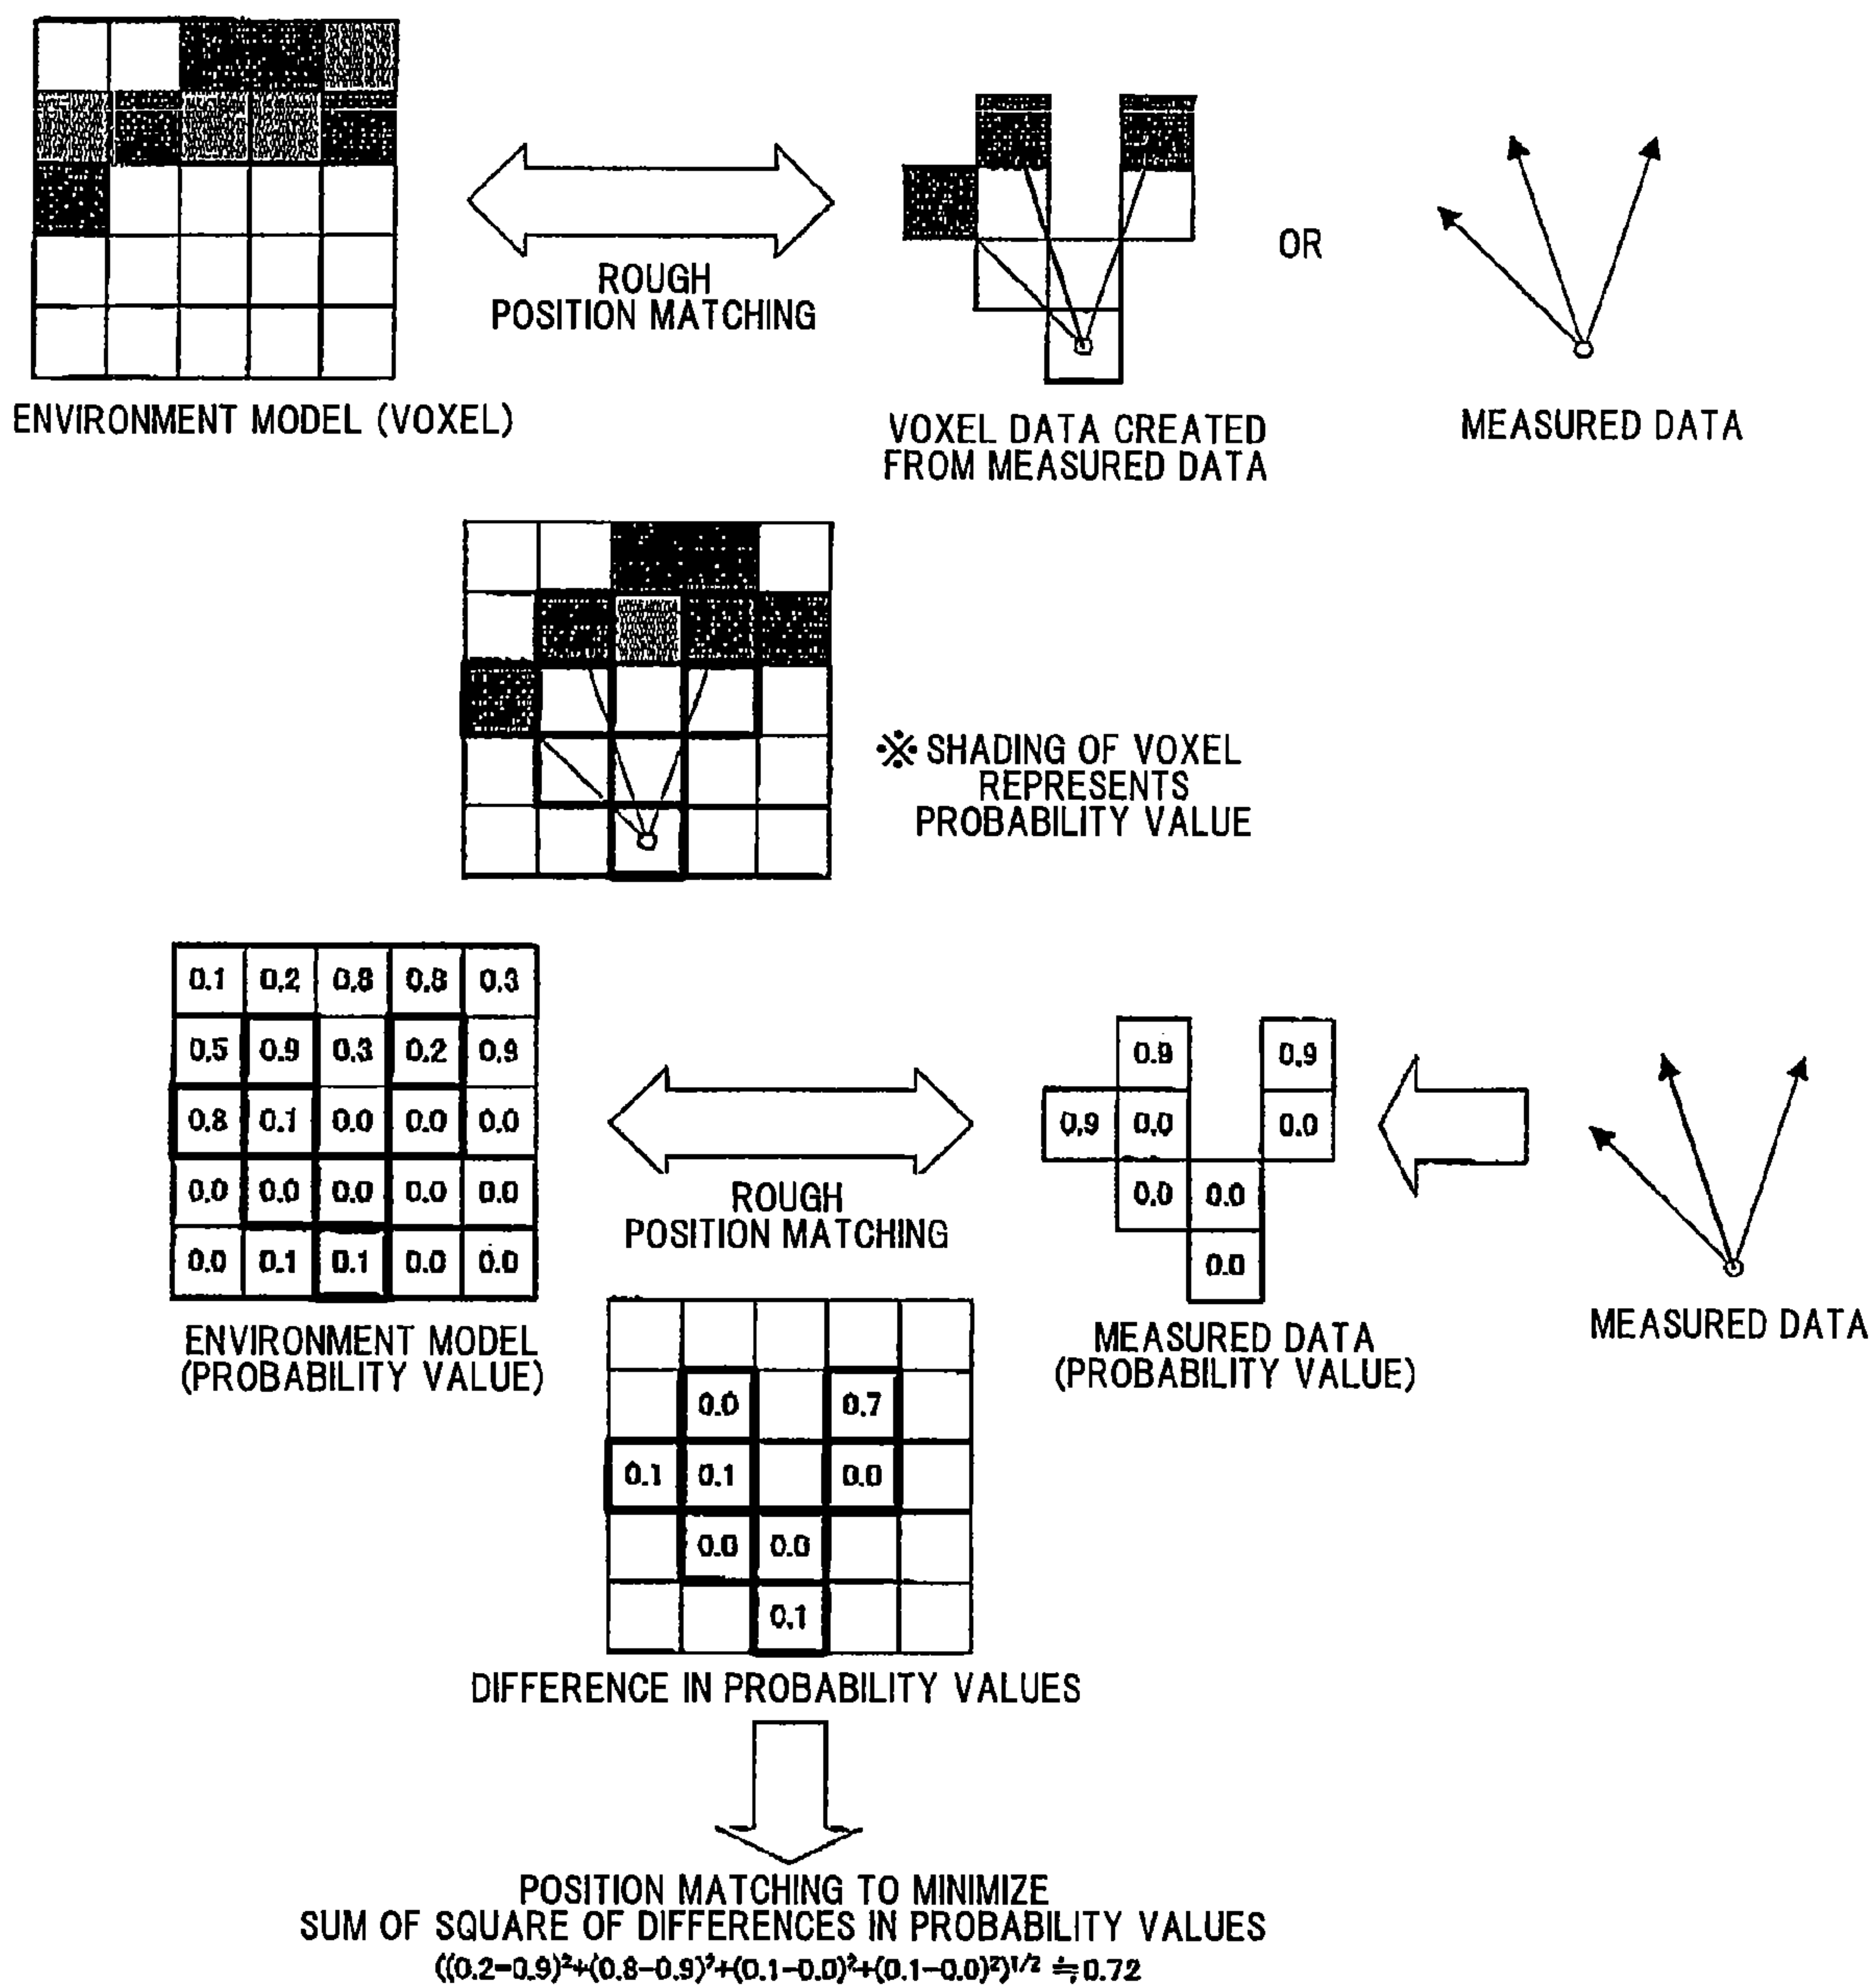 ROUGH
POSITION MATCHING
OR
ENVIRONMENT MODEL (VOXEL)
VOXEL DATA CREATED
FROM MEASURED DATA
MEASURED DATA
※ SHADING OF VOXEL
REPRESENTS
PROBABILITY VALUE
0.1 0.2 0.8 0.8 0.3
0.5 0.9 0.3 0.2 0.9
0.8 0.1 0.0 0.0 0.0
0.0 0.0 0.0 0.0 0.0
0.0 0.1 0.1 0.0 0.0
ENVIRONMENT MODEL
(PROBABILITY VALUE)
ROUGH
POSITION MATCHING
0.9 0.9
0.9 0.0 0.0
0.0 0.0
0.0
MEASURED DATA
(PROBABILITY VALUE)
MEASURED DATA
0.0 0.7
0.1 0.1 0.0
0.0 0.0
0.1
DIFFERENCE IN PROBABILITY VALUES
POSITION MATCHING TO MINIMIZE
SUM OF SQUARE OF DIFFERENCES IN PROBABILITY VALUES
((0.2-0.9)²+(0.8-0.9)²+(0.1-0.0)²+(0.1-0.0)²)¹/² ≒0.72